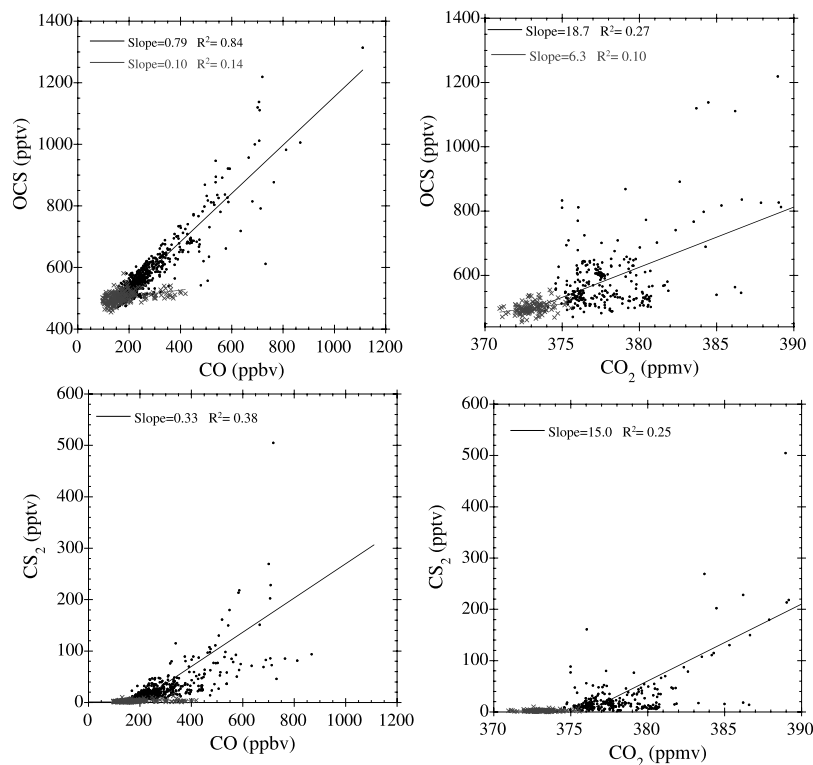 1400
1200
1000
800
600
400
0 200 400 600 800 1000 1200
OCS (pptv)
CO (ppbv)
Slope=0.79 R²= 0.84
Slope=0.10 R²= 0.14
1400
1200
1000
800
600
370 375 380 385 390
OCS (pptv)
CO₂ (ppmv)
Slope=18.7 R²= 0.27
Slope=6.3 R²= 0.10
600
500
400
300
200
100
0
0 200 400 600 800 1000 1200
CS₂ (pptv)
CO (ppbv)
Slope=0.33 R²= 0.38
600
500
400
300
200
100
0
370 375 380 385 390
CS₂ (pptv)
CO₂ (ppmv)
Slope=15.0 R²= 0.25